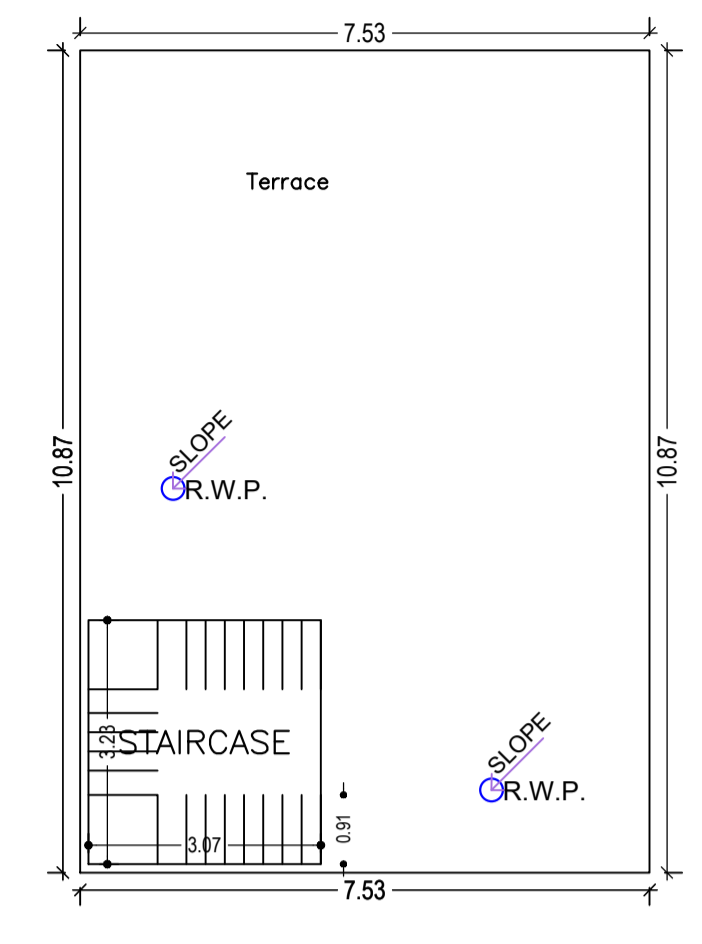 7.53
Terrace
10.87
10.87
SLOPE
R.W.P.
3.23
STAIRCASE
SLOPE
R.W.P.
3.07
0.91
7.53